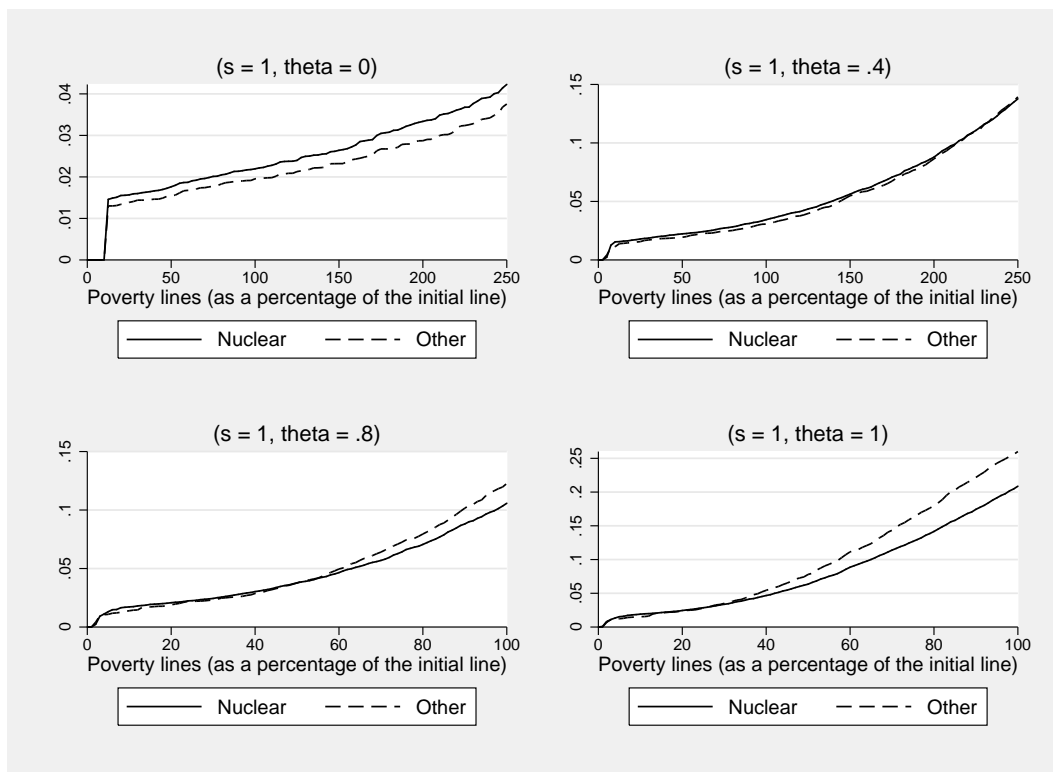 (s = 1, theta = 0)
.04
.03
.02
.01
0
0 50 100 150 200 250
Poverty lines (as a percentage of the initial line)
Nuclear Other
(s = 1, theta = .4)
.15
.1
.05
0
0 50 100 150 200 250
Poverty lines (as a percentage of the initial line)
Nuclear Other
(s = 1, theta = .8)
.15
.1
.05
0
0 20 40 60 80 100
Poverty lines (as a percentage of the initial line)
Nuclear Other
(s = 1, theta = 1)
.25
.2
.15
.1
.05
0
0 20 40 60 80 100
Poverty lines (as a percentage of the initial line)
Nuclear Other